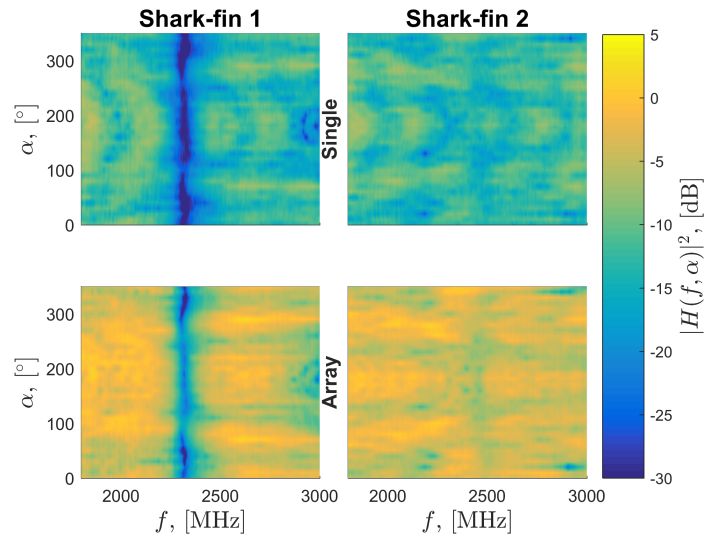 Shark-fin 1 Shark-fin 2
350
300
200
100
0
α, [°]
Single
300
200
100
0
α, [°]
Array
2000 2500 3000
2000 2500 3000
f, [MHz] f, [MHz]
5
0
-5
-10
-15
-20
-25
-30
|H(f, α)|², [dB]